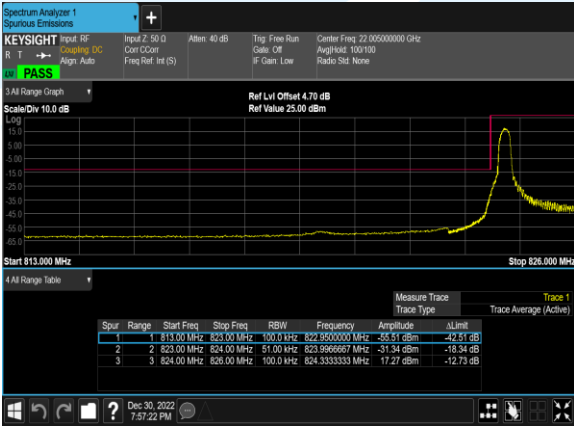 Spectrum Analyzer 1
Spurious Emissions
KEYSIGHT Input: RF Input Z: 50 Ω Atten: 40 dB Trig: Free Run Center Freq: 22.005000000 GHz
R T Coupling: DC Corr CCorr Gate: Off Avg|Hold: 100/100
Align: Auto Freq Ref: Int (S) IF Gain: Low Radio Std: None
PASS
3 All Range Graph
Scale/Div 10.0 dB Ref Lvl Offset 4.70 dB
Ref Value 25.00 dBm
Log
15.0
5.00
-5.00
-15.0
-25.0
-35.0
-45.0
-55.0
-65.0
Start 813.000 MHz Stop 826.000 MHz
4 All Range Table
Measure Trace Trace 1
Trace Type Trace Average (Active)
Spur Range Start Freq Stop Freq RBW Frequency Amplitude ΔLimit
1 1 813.00 MHz 823.00 MHz 100.0 kHz 822.9500000 MHz -55.51 dBm -42.51 dB
2 2 823.00 MHz 824.00 MHz 51.00 kHz 823.9966667 MHz -31.34 dBm -18.34 dB
3 3 824.00 MHz 826.00 MHz 100.0 kHz 824.3333333 MHz 17.27 dBm -12.73 dB
Dec 30, 2022
7:57:22 PM